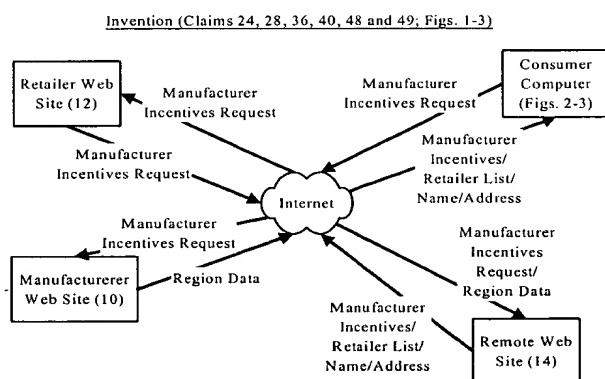 Invention (Claims 24, 28, 36, 40, 48 and 49; Figs. 1-3)
Retailer Web
Site (12)
Manufacturer
Incentives Request
Manufacturer
Incentives Request
Consumer
Computer
(Figs. 2-3)
Manufacturer
Incentives Request
Manufacturer
Incentives/
Retailer List/
Name/Address
Internet
Manufacturer
Incentives Request
Manufacturerer
Web Site (10)
Region Data
Manufacturer
Incentives
Request/
Region Data
Manufacturer
Incentives/
Retailer List/
Name/Address
Remote Web
Site (14)